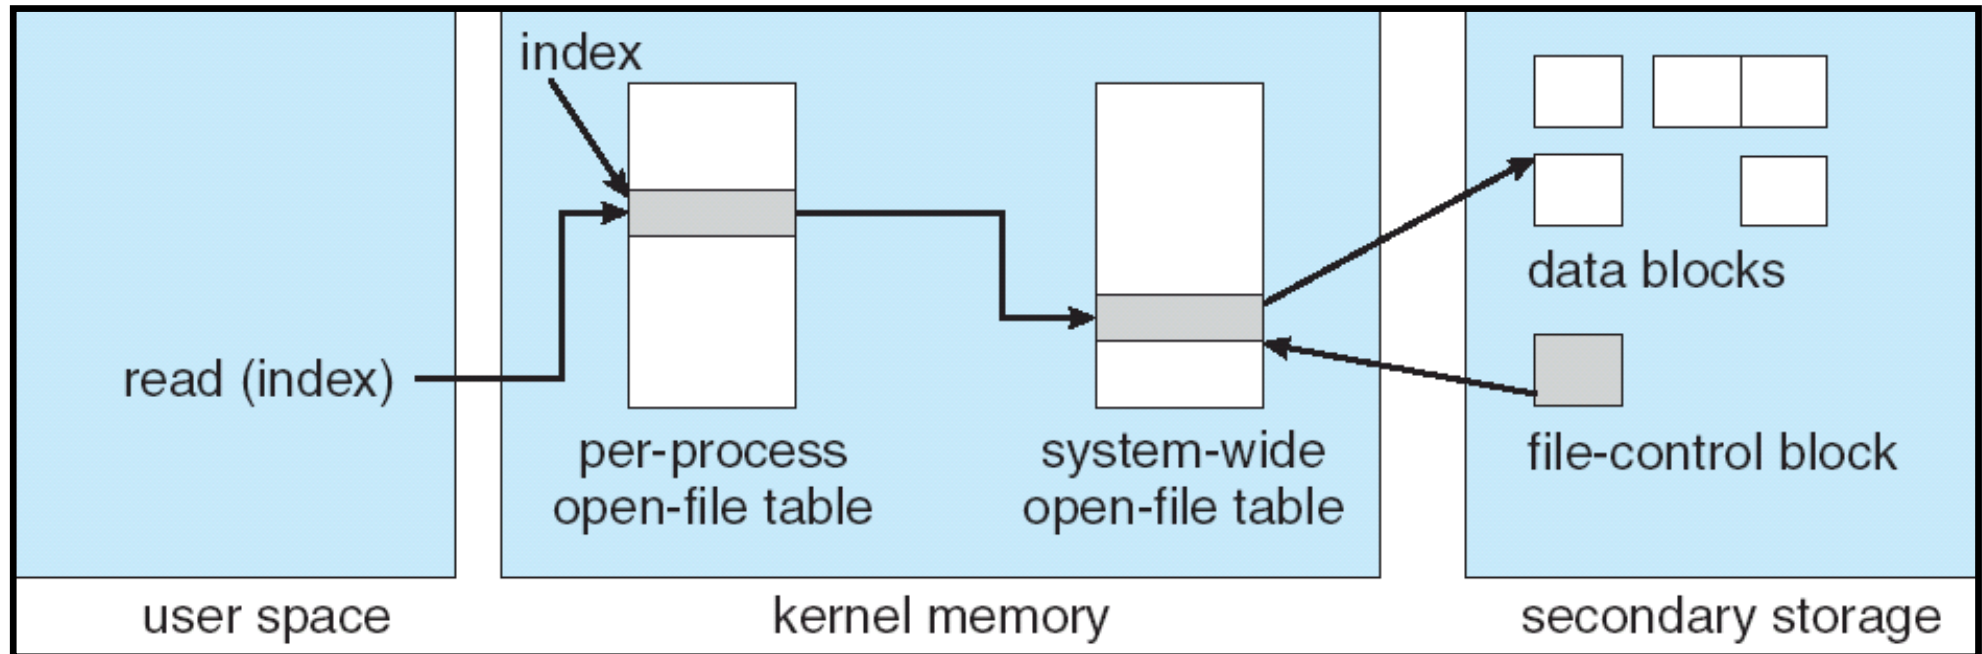 index
read (index)
per-process
open-file table
system-wide
open-file table
data blocks
file-control block
user space
kernel memory
secondary storage